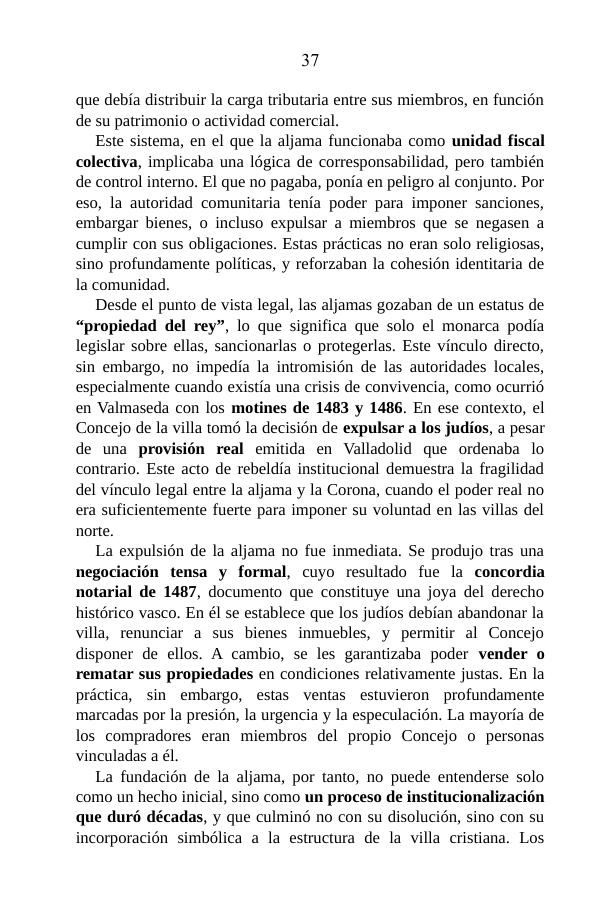 37
que debía distribuir la carga tributaria entre sus miembros, en función
de su patrimonio o actividad comercial.
Este sistema, en el que la aljama funcionaba como unidad fiscal
colectiva, implicaba una lógica de corresponsabilidad, pero también
de control interno. El que no pagaba, ponía en peligro al conjunto. Por
eso, la autoridad comunitaria tenía poder para imponer sanciones,
embargar bienes, o incluso expulsar a miembros que se negasen a
cumplir con sus obligaciones. Estas prácticas no eran solo religiosas,
sino profundamente políticas, y reforzaban la cohesión identitaria de
la comunidad.
Desde el punto de vista legal, las aljamas gozaban de un estatus de
“propiedad del rey”, lo que significa que solo el monarca podía
legislar sobre ellas, sancionarlas o protegerlas. Este vínculo directo,
sin embargo, no impedía la intromisión de las autoridades locales,
especialmente cuando existía una crisis de convivencia, como ocurrió
en Valmaseda con los motines de 1483 y 1486. En ese contexto, el
Concejo de la villa tomó la decisión de expulsar a los judíos, a pesar
de una provisión real emitida en Valladolid que ordenaba lo
contrario. Este acto de rebeldía institucional demuestra la fragilidad
del vínculo legal entre la aljama y la Corona, cuando el poder real no
era suficientemente fuerte para imponer su voluntad en las villas del
norte.
La expulsión de la aljama no fue inmediata. Se produjo tras una
negociación tensa y formal, cuyo resultado fue la concordia
notarial de 1487, documento que constituye una joya del derecho
histórico vasco. En él se establece que los judíos debían abandonar la
villa, renunciar a sus bienes inmuebles, y permitir al Concejo
disponer de ellos. A cambio, se les garantizaba poder vender o
rematar sus propiedades en condiciones relativamente justas. En la
práctica, sin embargo, estas ventas estuvieron profundamente
marcadas por la presión, la urgencia y la especulación. La mayoría de
los compradores eran miembros del propio Concejo o personas
vinculadas a él.
La fundación de la aljama, por tanto, no puede entenderse solo
como un hecho inicial, sino como un proceso de institucionalización
que duró décadas, y que culminó no con su disolución, sino con su
incorporación simbólica a la estructura de la villa cristiana. Los